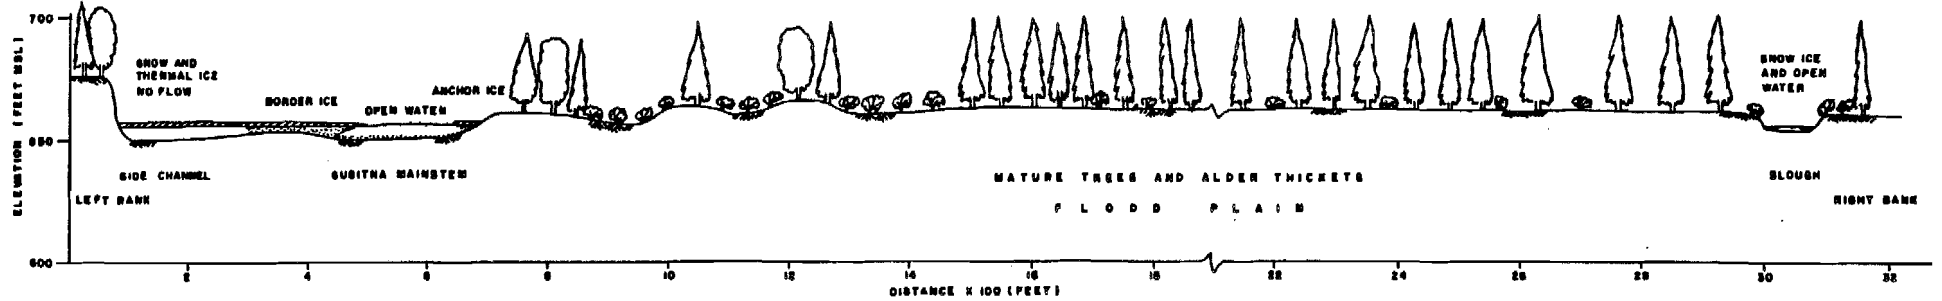 700
650
600
ELEVATION (FEET MSL)
SNOW AND
THERMAL ICE
NO FLOW
BORDER ICE
OPEN WATER
ANCHOR ICE
SNOW ICE
AND OPEN
WATER
SIDE CHANNEL
SUSITNA MAINSTEM
MATURE TREES AND ALDER THICKETS
SLOUGH
LEFT BANK
FLOOD PLAIN
RIGHT BANK
2 4 6 8 10 12 14 16 18 22 24 26 28 30 32
DISTANCE X 100 (FEET)